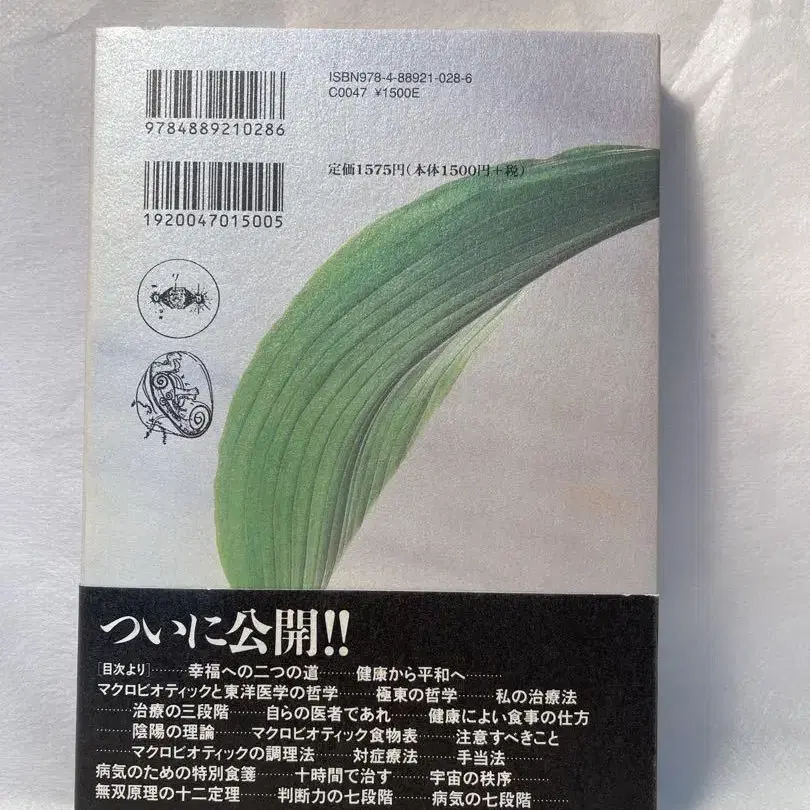 ISBN978-4-88921-028-6
C0047 ¥1500E
9784889210286
定価1575円(本体1500円+税)
1920047015005
ついに公開!!
[目次より]………幸福への二つの道……健康から平和へ……
マクロビオティックと東洋医学の哲学……極東の哲学……私の治療法
……治療の三段階……自らの医者であれ……健康によい食事の仕方
……陰陽の理論……マクロビオティック食物表……注意すべきこと
……マクロビオティックの調理法……対症療法……手当法……
病気のための特別食箋……十時間で治す……宇宙の秩序……
無双原理の十二定理……判断力の七段階……病気の七段階……